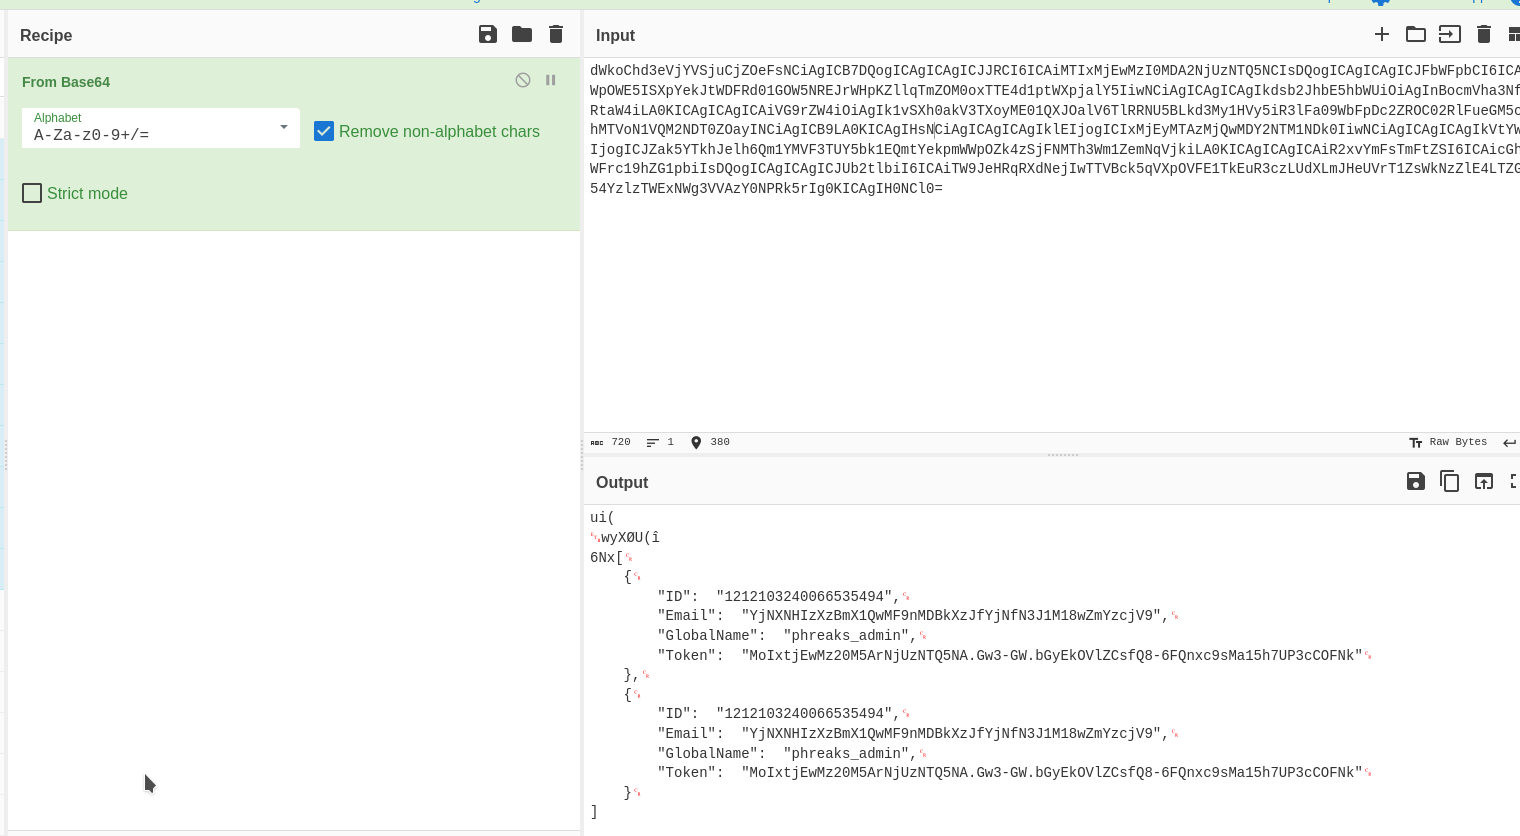 Recipe
From Base64
Alphabet
A-Za-z0-9+/=
Remove non-alphabet chars
Strict mode
Input
dWkoChd3eVjYVSjuCjZOeFsNCiAgICB7DQogICAgICAgICJJRCI6ICAiMTIxMjEwMzI0MDA2NjUzNTQ5NCIsDQogICAgICAgICJFbWFpbCI6ICA
WpOWE5ISXpYekJtWDFRd01GOW5NREJrWHpKZllqTmZOM0oxTTE4d1ptWXpjalY5IiwNCiAgICAgICAgIkdsb2JhbE5hbWUiOiAgInBocmVha3Nf
RtaW4iLA0KICAgICAgICAiVG9rZW4iOiAgIk1vSXh0akV3TXoyME01QXJOalV6TlRRNU5BLkd3My1HVy5iR3lFa09WbFpDc2ZROC02RlFueGM5c
hMTVoN1VQM2NDT0ZOayINCiAgICB9LA0KICAgIHsNCiAgICAgICAgIklEIjogICIxMjEyMTAzMjQwMDY2NTM1NDk0IiwNCiAgICAgICAgIkVtYW
IjogICJZak5YTkhJelh6Qm1YMVF3TUY5bk1EQmtYekpmWWpOZk4zSjFNMTh3Wm1ZemNqVjkiLA0KICAgICAgICAiR2xvYmFsTmFtZSI6ICAicGh
WFrc19hZG1pbiIsDQogICAgICAgICJUb2tlbiI6ICAiTW9JeHRqRXdNejIwTTVBck5qVXpOVFE1TkEuR3czLUdXLmJHeUVrT1ZsWkNzZlE4LTZG
54YzlzTWExNWg3VVAzY0NPRk5rIg0KICAgIH0NCl0=
720
1
380
Raw Bytes
Output
ui(
wyXØU(î
6Nx[
{
"ID":  "1212103240066535494",
"Email":  "YjNXNHIzXzBmX1QwMF9nMDBkXzJfYjNfN3J1M18wZmYzcjV9",
"GlobalName":  "phreaks_admin",
"Token":  "MoIxtjEwMz20M5ArNjUzNTQ5NA.Gw3-GW.bGyEkOVlZCsfQ8-6FQnxc9sMa15h7UP3cCOFNk"
},
{
"ID":  "1212103240066535494",
"Email":  "YjNXNHIzXzBmX1QwMF9nMDBkXzJfYjNfN3J1M18wZmYzcjV9",
"GlobalName":  "phreaks_admin",
"Token":  "MoIxtjEwMz20M5ArNjUzNTQ5NA.Gw3-GW.bGyEkOVlZCsfQ8-6FQnxc9sMa15h7UP3cCOFNk"
}
]